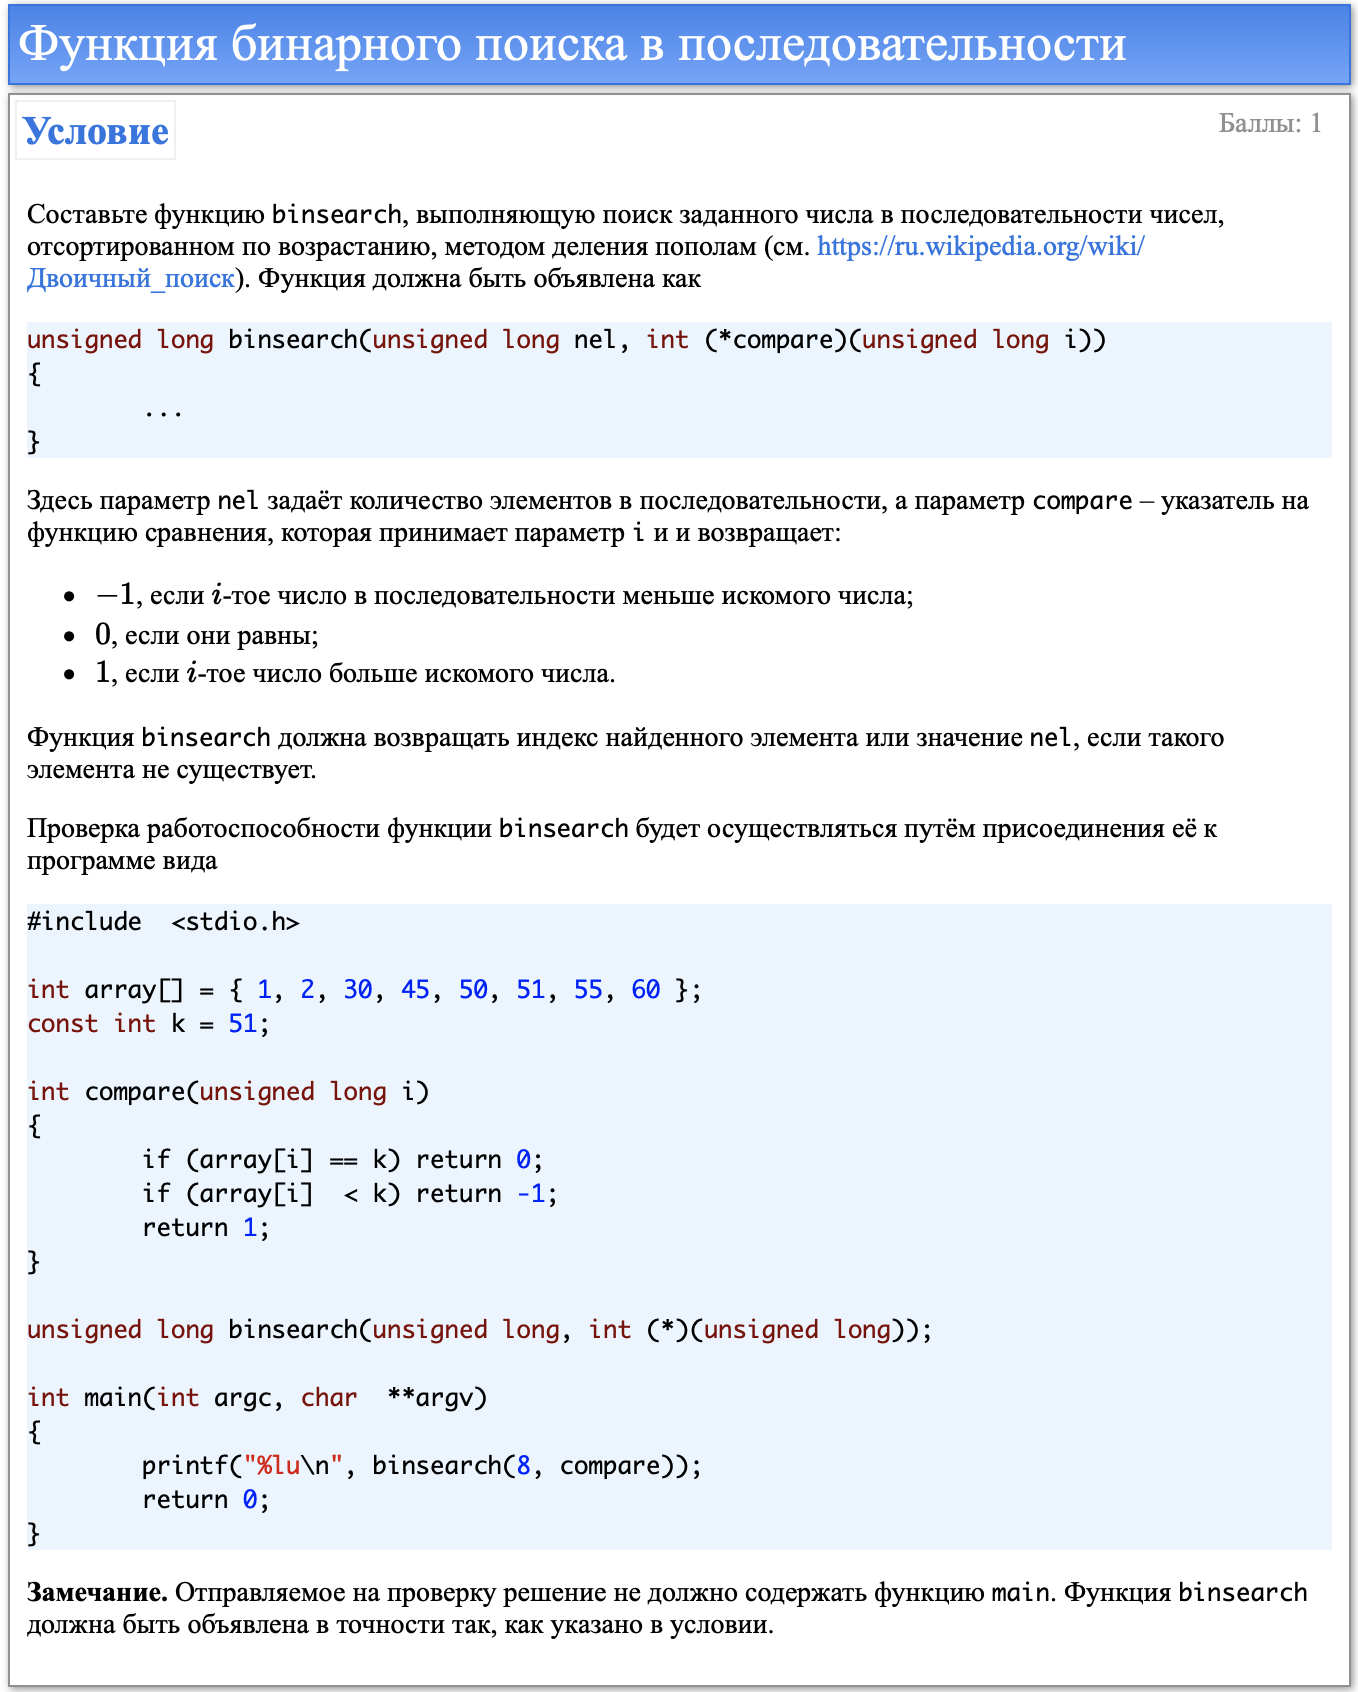 Функция бинарного поиска в последовательности
Условие
Баллы: 1
Составьте функцию binsearch, выполняющую поиск заданного числа в последовательности чисел,
отсортированном по возрастанию, методом деления пополам (см. https://ru.wikipedia.org/wiki/
Двоичный_поиск). Функция должна быть объявлена как
unsigned long binsearch(unsigned long nel, int (*compare)(unsigned long i))
{
        ...
}
Здесь параметр nel задаёт количество элементов в последовательности, а параметр compare – указатель на
функцию сравнения, которая принимает параметр i и и возвращает:
• −1, если i-тое число в последовательности меньше искомого числа;
• 0, если они равны;
• 1, если i-тое число больше искомого числа.
Функция binsearch должна возвращать индекс найденного элемента или значение nel, если такого
элемента не существует.
Проверка работоспособности функции binsearch будет осуществляться путём присоединения её к
программе вида
#include  <stdio.h>
int array[] = { 1, 2, 30, 45, 50, 51, 55, 60 };
const int k = 51;
int compare(unsigned long i)
{
        if (array[i] == k) return 0;
        if (array[i]  < k) return -1;
        return 1;
}
unsigned long binsearch(unsigned long, int (*)(unsigned long));
int main(int argc, char  **argv)
{
        printf("%lu\n", binsearch(8, compare));
        return 0;
}
Замечание. Отправляемое на проверку решение не должно содержать функцию main. Функция binsearch
должна быть объявлена в точности так, как указано в условии.